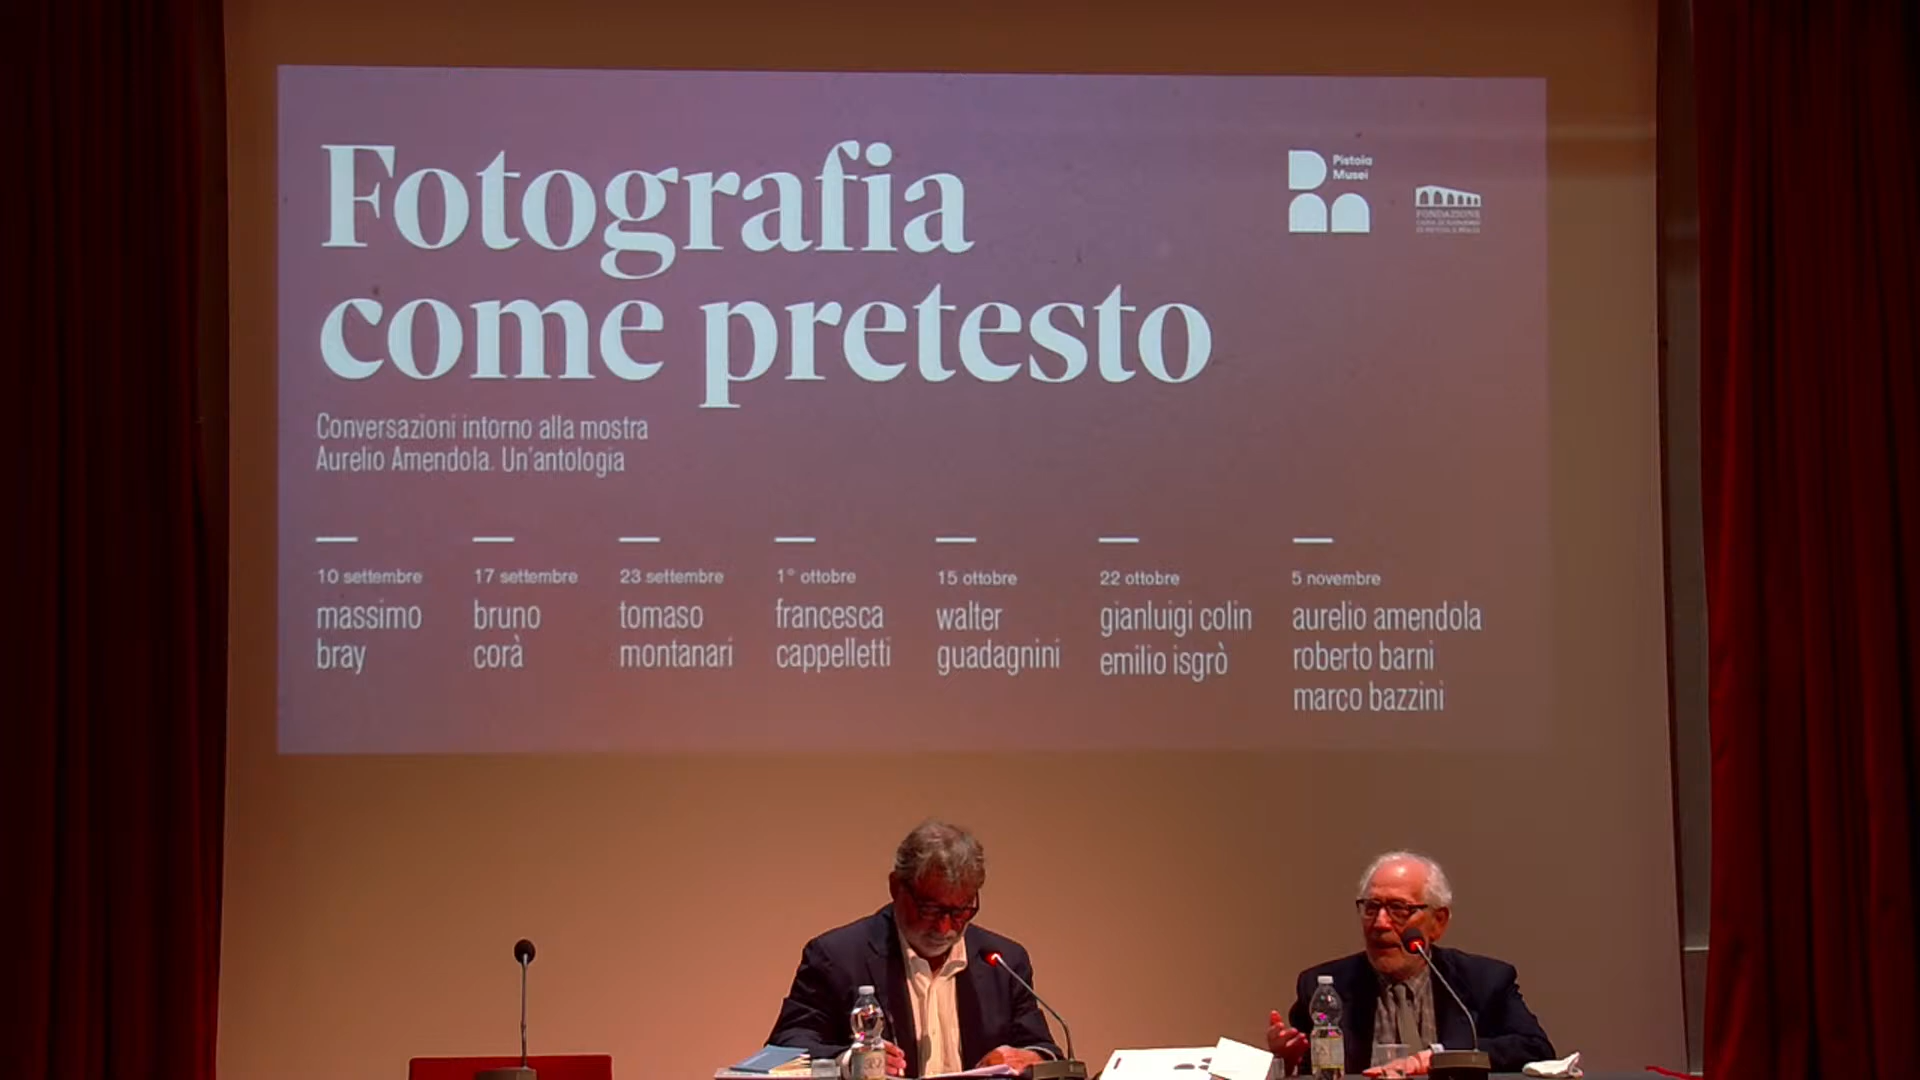 Fotografia
come pretesto
Pistoia
Musei
FONDAZIONE
Conversazioni intorno alla mostra
Aurelio Amendola. Un'antologia
10 settembre
massimo
bray
17 settembre
bruno
corà
23 settembre
tomaso
montanari
1° ottobre
francesca
cappelletti
15 ottobre
walter
guadagnini
22 ottobre
gianluigi colin
emilio isgrò
5 novembre
aurelio amendola
roberto barni
marco bazzini